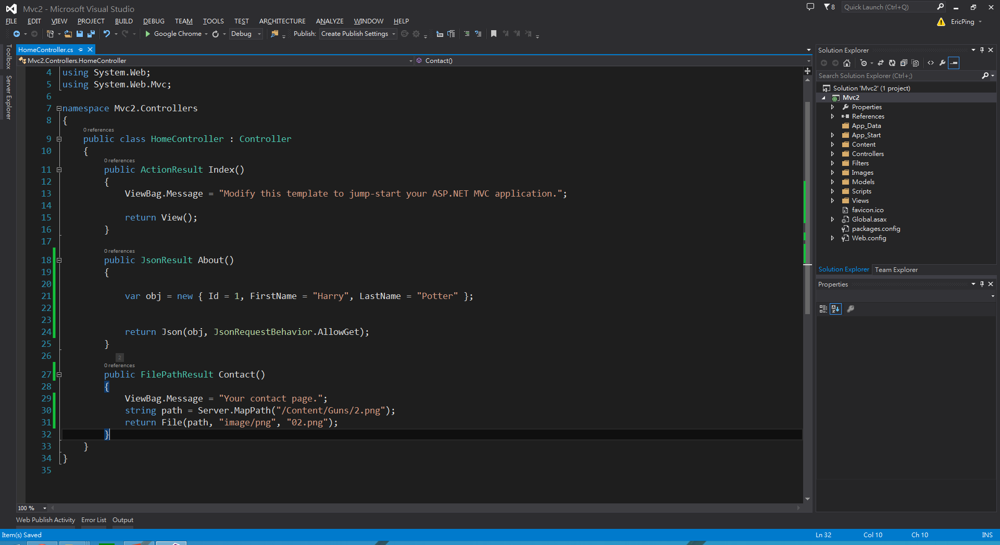 Mvc2 - Microsoft Visual Studio
8
Quick Launch (Ctrl+Q)
FILE EDIT VIEW PROJECT BUILD DEBUG TEAM TOOLS TEST ARCHITECTURE ANALYZE WINDOW HELP
EricPing
Google Chrome Debug Publish: Create Publish Settings
Toolbox
Server Explorer
HomeController.cs
Mvc2.Controllers.HomeController Contact()
4 using System.Web;
5 using System.Web.Mvc;
6
7 namespace Mvc2.Controllers
8 {
0 references
9 public class HomeController : Controller
10 {
0 references
11 public ActionResult Index()
12 {
13 ViewBag.Message = "Modify this template to jump-start your ASP.NET MVC application.";
14
15 return View();
16 }
17
0 references
18 public JsonResult About()
19 {
20
21 var obj = new { Id = 1, FirstName = "Harry", LastName = "Potter" };
22
23
24 return Json(obj, JsonRequestBehavior.AllowGet);
25 }
26
2
0 references
27 public FilePathResult Contact()
28 {
29 ViewBag.Message = "Your contact page.";
30 string path = Server.MapPath("/Content/Guns/2.png");
31 return File(path, "image/png", "02.png");
32 }
33 }
34 }
35
100 %
Solution Explorer
Search Solution Explorer (Ctrl+;)
Solution 'Mvc2' (1 project)
Mvc2
Properties
References
App_Data
App_Start
Content
Controllers
Filters
Images
Models
Scripts
Views
favicon.ico
Global.asax
packages.config
Web.config
Solution Explorer Team Explorer
Properties
Web Publish Activity Error List Output
Item(s) Saved Ln 32 Col 10 Ch 10 INS